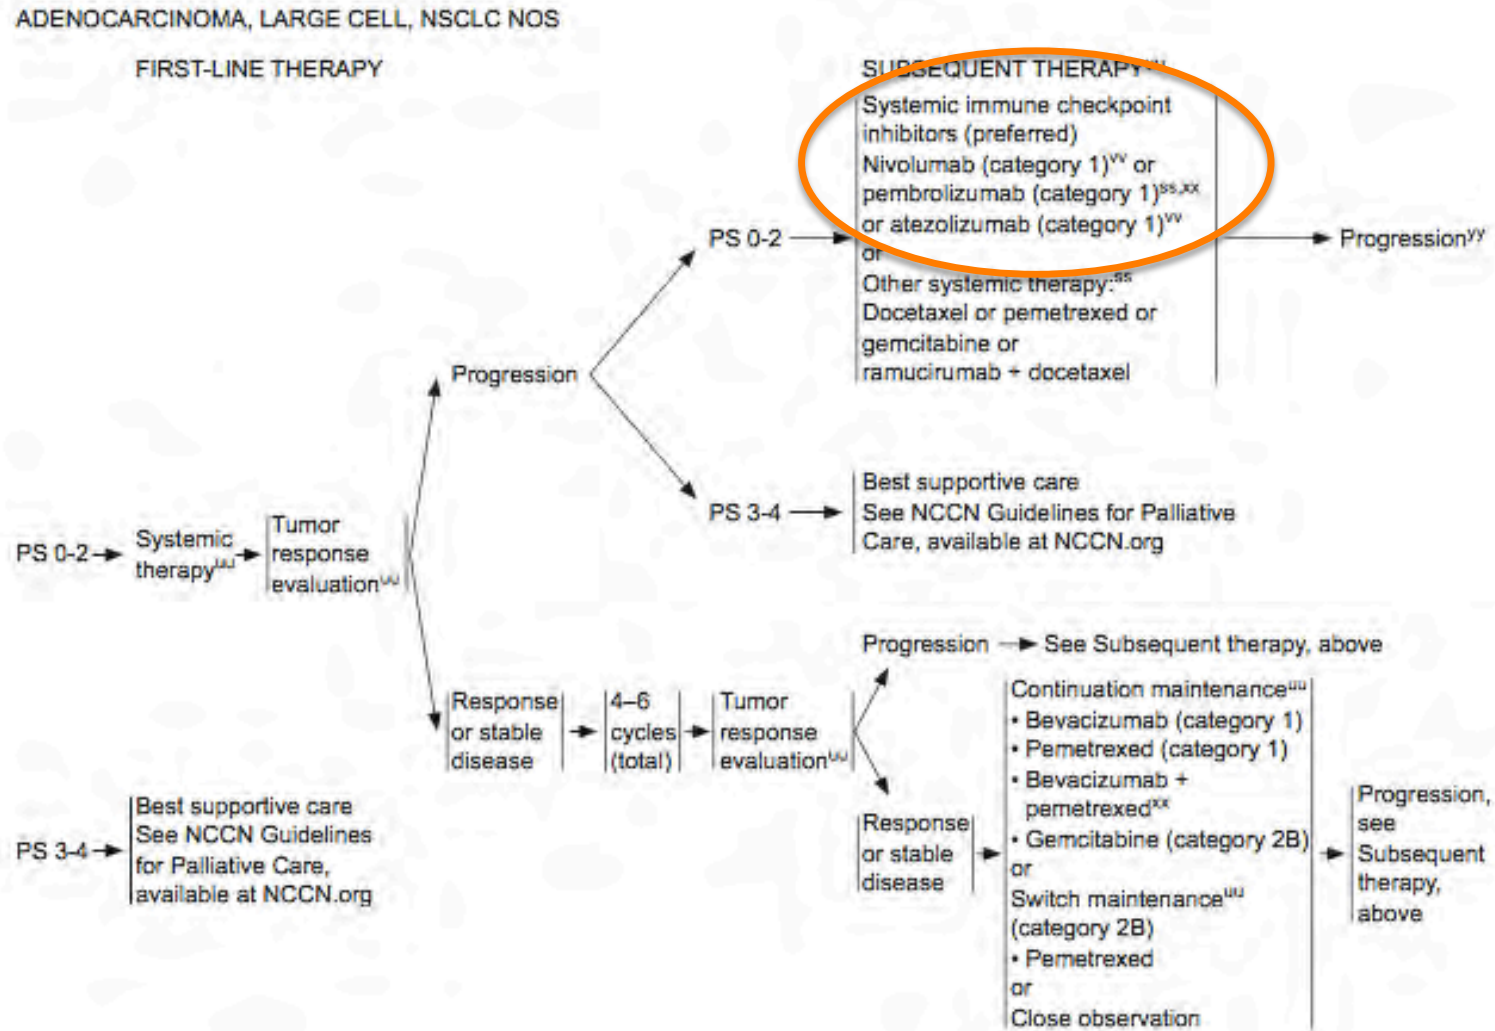 ADENOCARCINOMA, LARGE CELL, NSCLC NOS
FIRST-LINE THERAPY
SUBSEQUENT THERAPY
Systemic immune checkpoint
inhibitors (preferred)
Nivolumab (category 1)ᵛᵛ or
pembrolizumab (category 1)ˢˢ,ˣˣ
or atezolizumab (category 1)ᵛᵛ
or
Other systemic therapy:ˢˢ
Docetaxel or pemetrexed or
gemcitabine or
ramucirumab + docetaxel
PS 0-2
Progressionʸʸ
Progression
PS 3-4
Best supportive care
See NCCN Guidelines for Palliative
Care, available at NCCN.org
PS 0-2
Systemic
therapyᵘᵘ
Tumor
response
evaluationᵘᵘ
Progression
See Subsequent therapy, above
Response
or stable
disease
4–6
cycles
(total)
Tumor
response
evaluationᵘᵘ
Response
or stable
disease
Continuation maintenanceᵘᵘ
• Bevacizumab (category 1)
• Pemetrexed (category 1)
• Bevacizumab +
pemetrexedˣˣ
• Gemcitabine (category 2B)
or
Switch maintenanceᵘᵘ
(category 2B)
• Pemetrexed
or
Close observation
Progression,
see
Subsequent
therapy,
above
PS 3-4
Best supportive care
See NCCN Guidelines
for Palliative Care,
available at NCCN.org